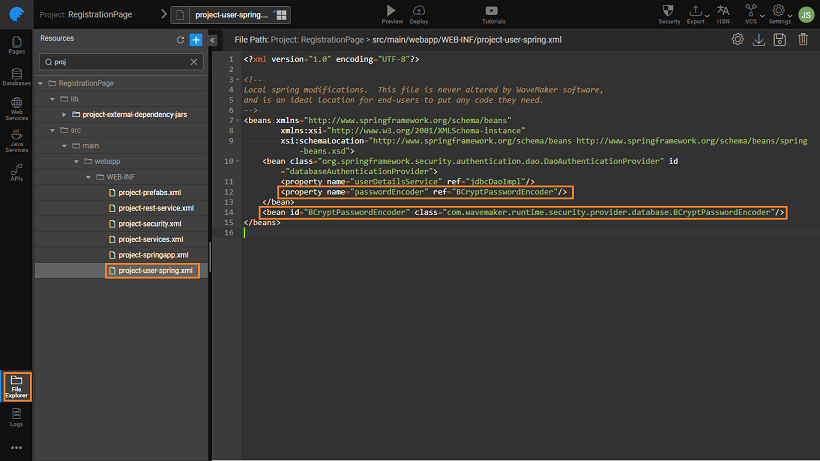 Project: RegistrationPage
project-user-spring....
Preview
Deploy
Tutorials
Security
Export
I18N
VCS
Settings
JS
Pages
Databases
Web
Services
Java
Services
APIs
File
Explorer
Logs
Resources
proj
RegistrationPage
lib
project-external-dependency-jars
src
main
webapp
WEB-INF
project-prefabs.xml
project-rest-service.xml
project-security.xml
project-services.xml
project-springapp.xml
project-user-spring.xml
File Path: Project: RegistrationPage > src/main/webapp/WEB-INF/project-user-spring.xml
1 <?xml version="1.0" encoding="UTF-8"?>
2
3 <!--
4 Local spring modifications.  This file is never altered by WaveMaker software,
5 and is an ideal location for end-users to put any code they need.
6 -->
7 <beans xmlns="http://www.springframework.org/schema/beans"
8 xmlns:xsi="http://www.w3.org/2001/XMLSchema-instance"
9 xsi:schemaLocation="http://www.springframework.org/schema/beans http://www.springframework.org/schema/beans/spring
-beans.xsd">
10 <bean class="org.springframework.security.authentication.dao.DaoAuthenticationProvider" id
="databaseAuthenticationProvider">
11 <property name="userDetailsService" ref="jdbcDaoImpl"/>
12 <property name="passwordEncoder" ref="BCryptPasswordEncoder"/>
13 </bean>
14 <bean id="BCryptPasswordEncoder" class="com.wavemaker.runtime.security.provider.database.BCryptPasswordEncoder"/>
15 </beans>
16